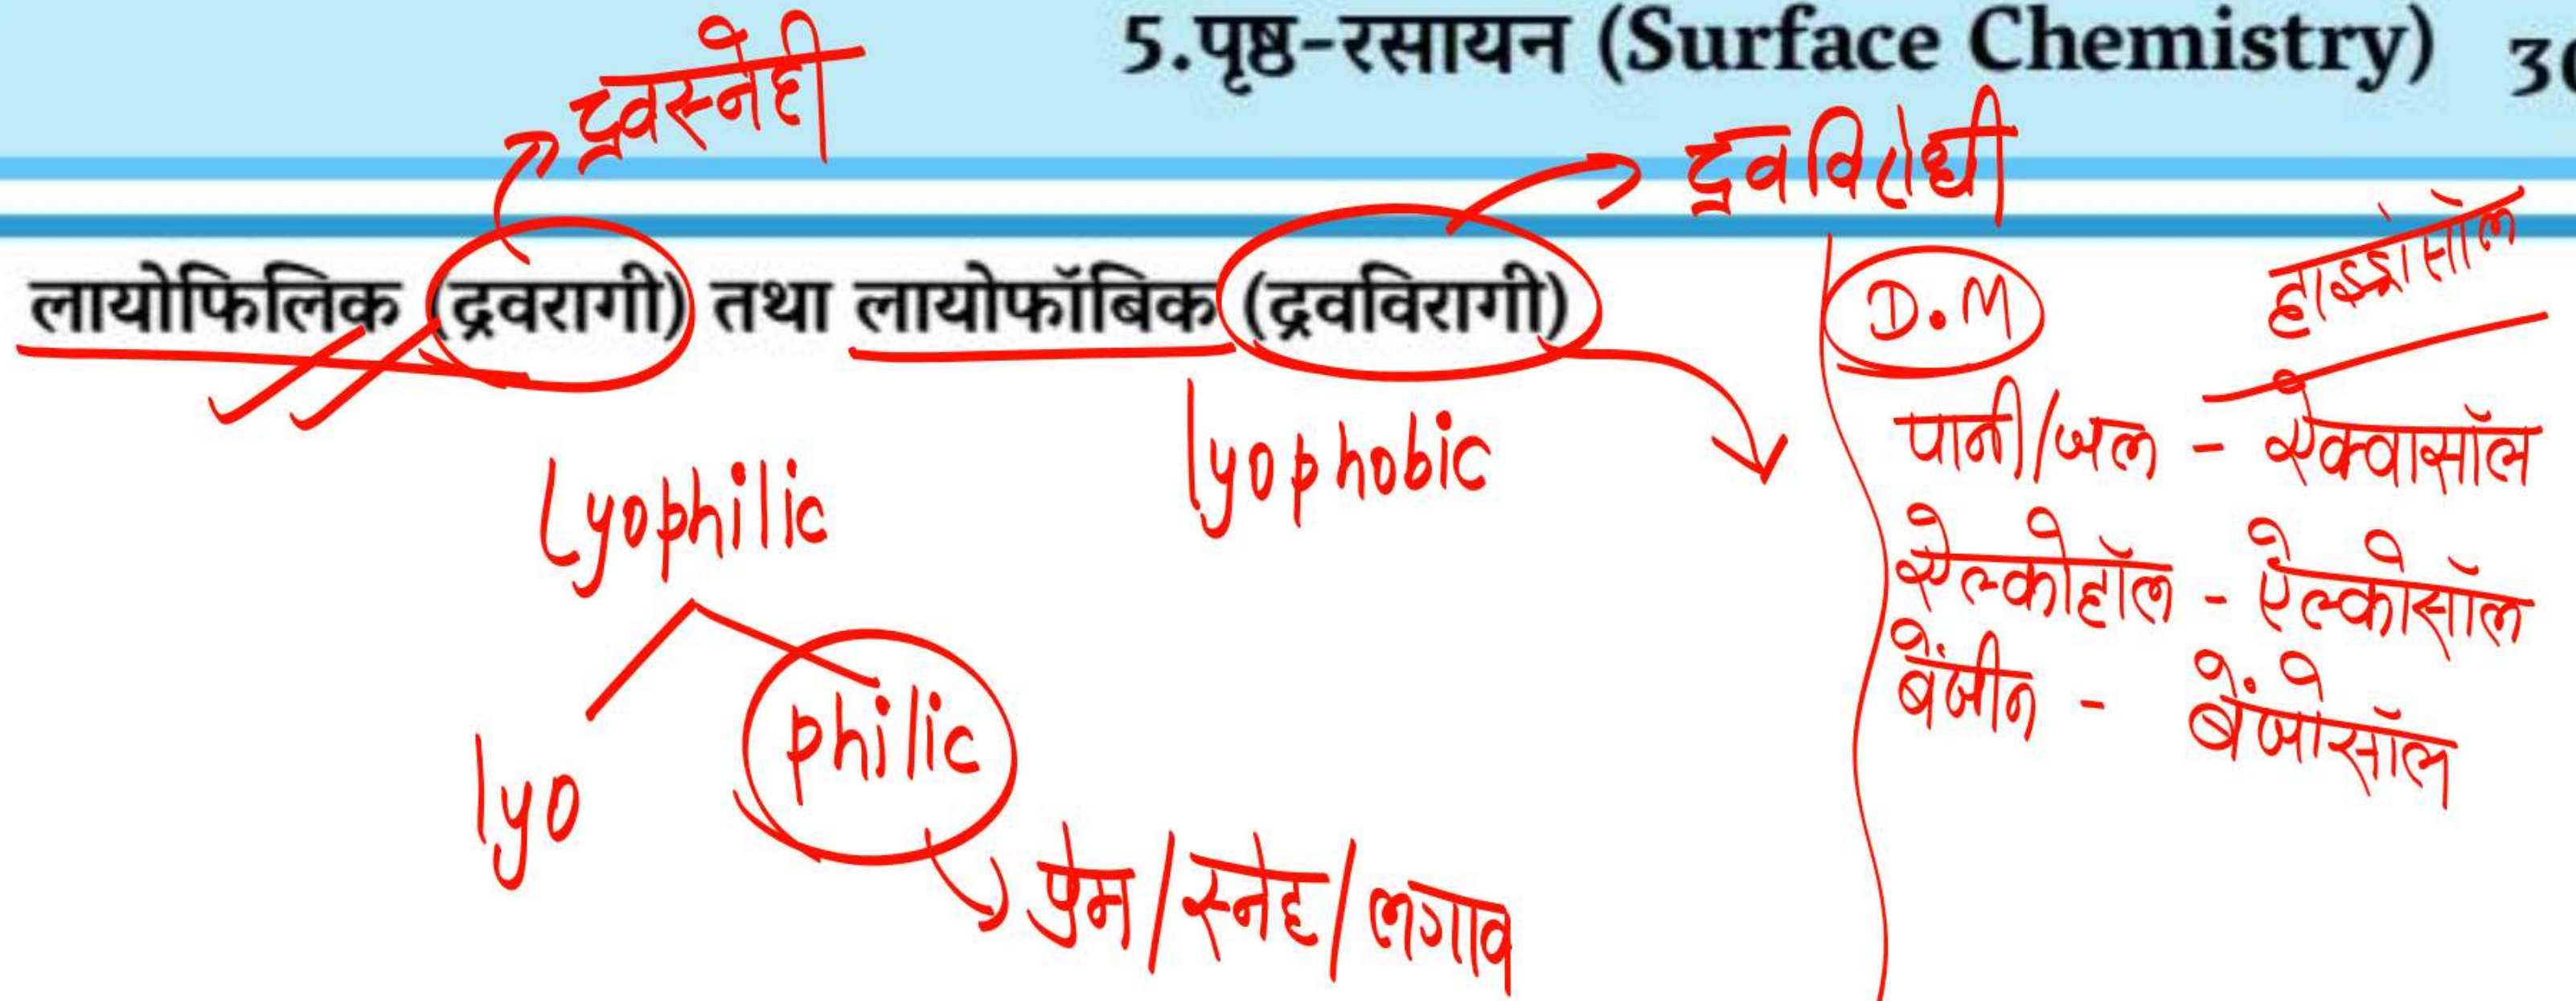 5.पृष्ठ-रसायन (Surface Chemistry)
द्रवस्नेही
द्रवविरोधी
लायोफिलिक (द्रवरागी) तथा लायोफॉबिक (द्रवविरागी)
D.M
हाइड्रोसॉल
पानी/जल - ऐक्वासॉल
lyophobic
Lyophilic
ऐल्कोहॉल - ऐल्कोसॉल
बेंजीन - बेंजोसॉल
lyo
philic
प्रेम/स्नेह/लगाव